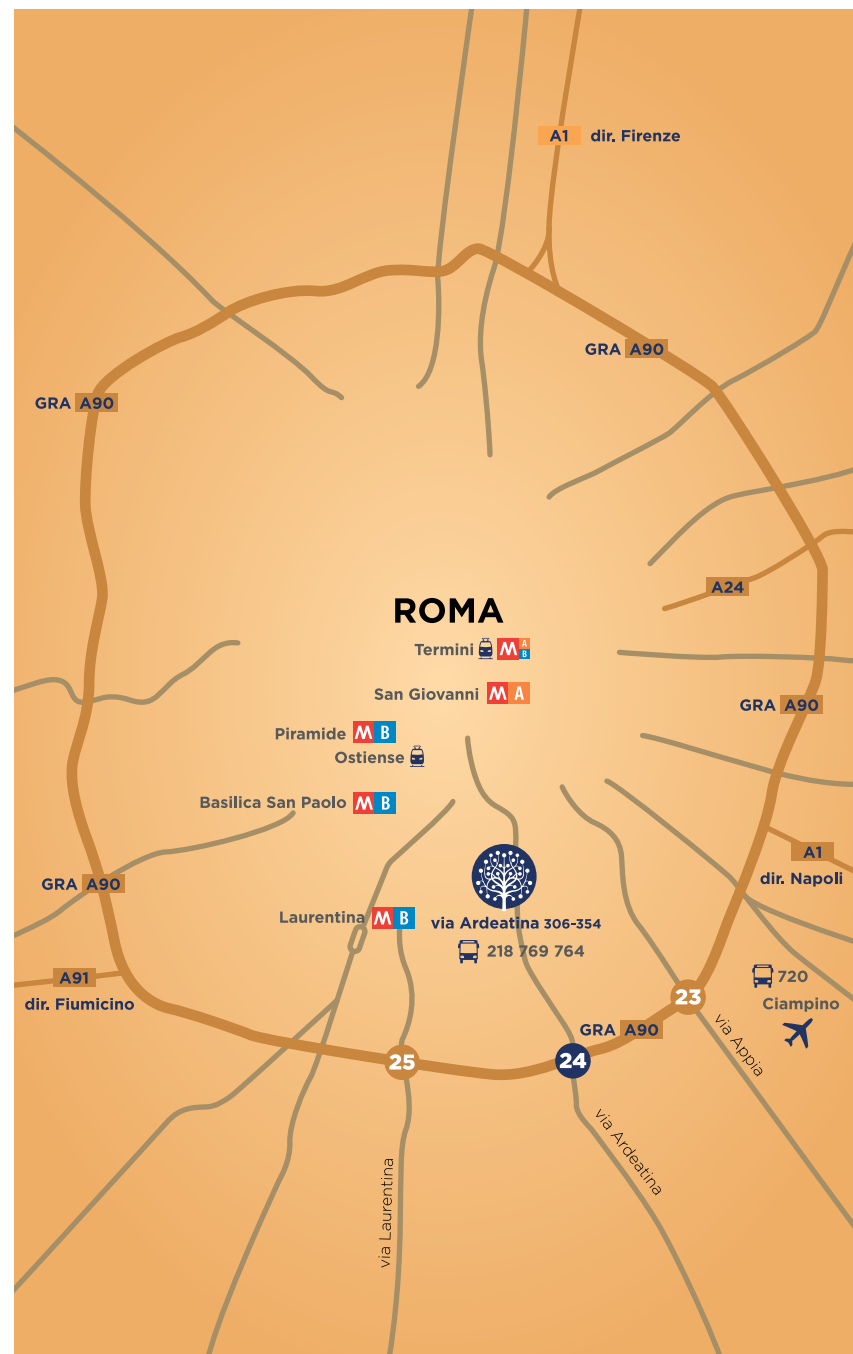 A1 dir. Firenze
GRA A90
GRA A90
A24
ROMA
Termini M A B
San Giovanni M A
GRA A90
Piramide M B
Ostiense
Basilica San Paolo M B
A1
dir. Napoli
GRA A90
Laurentina M B
via Ardeatina 306-354
218 769 764
A91
dir. Fiumicino
720
Ciampino
23
GRA A90
24
25
via Appia
via Ardeatina
via Laurentina